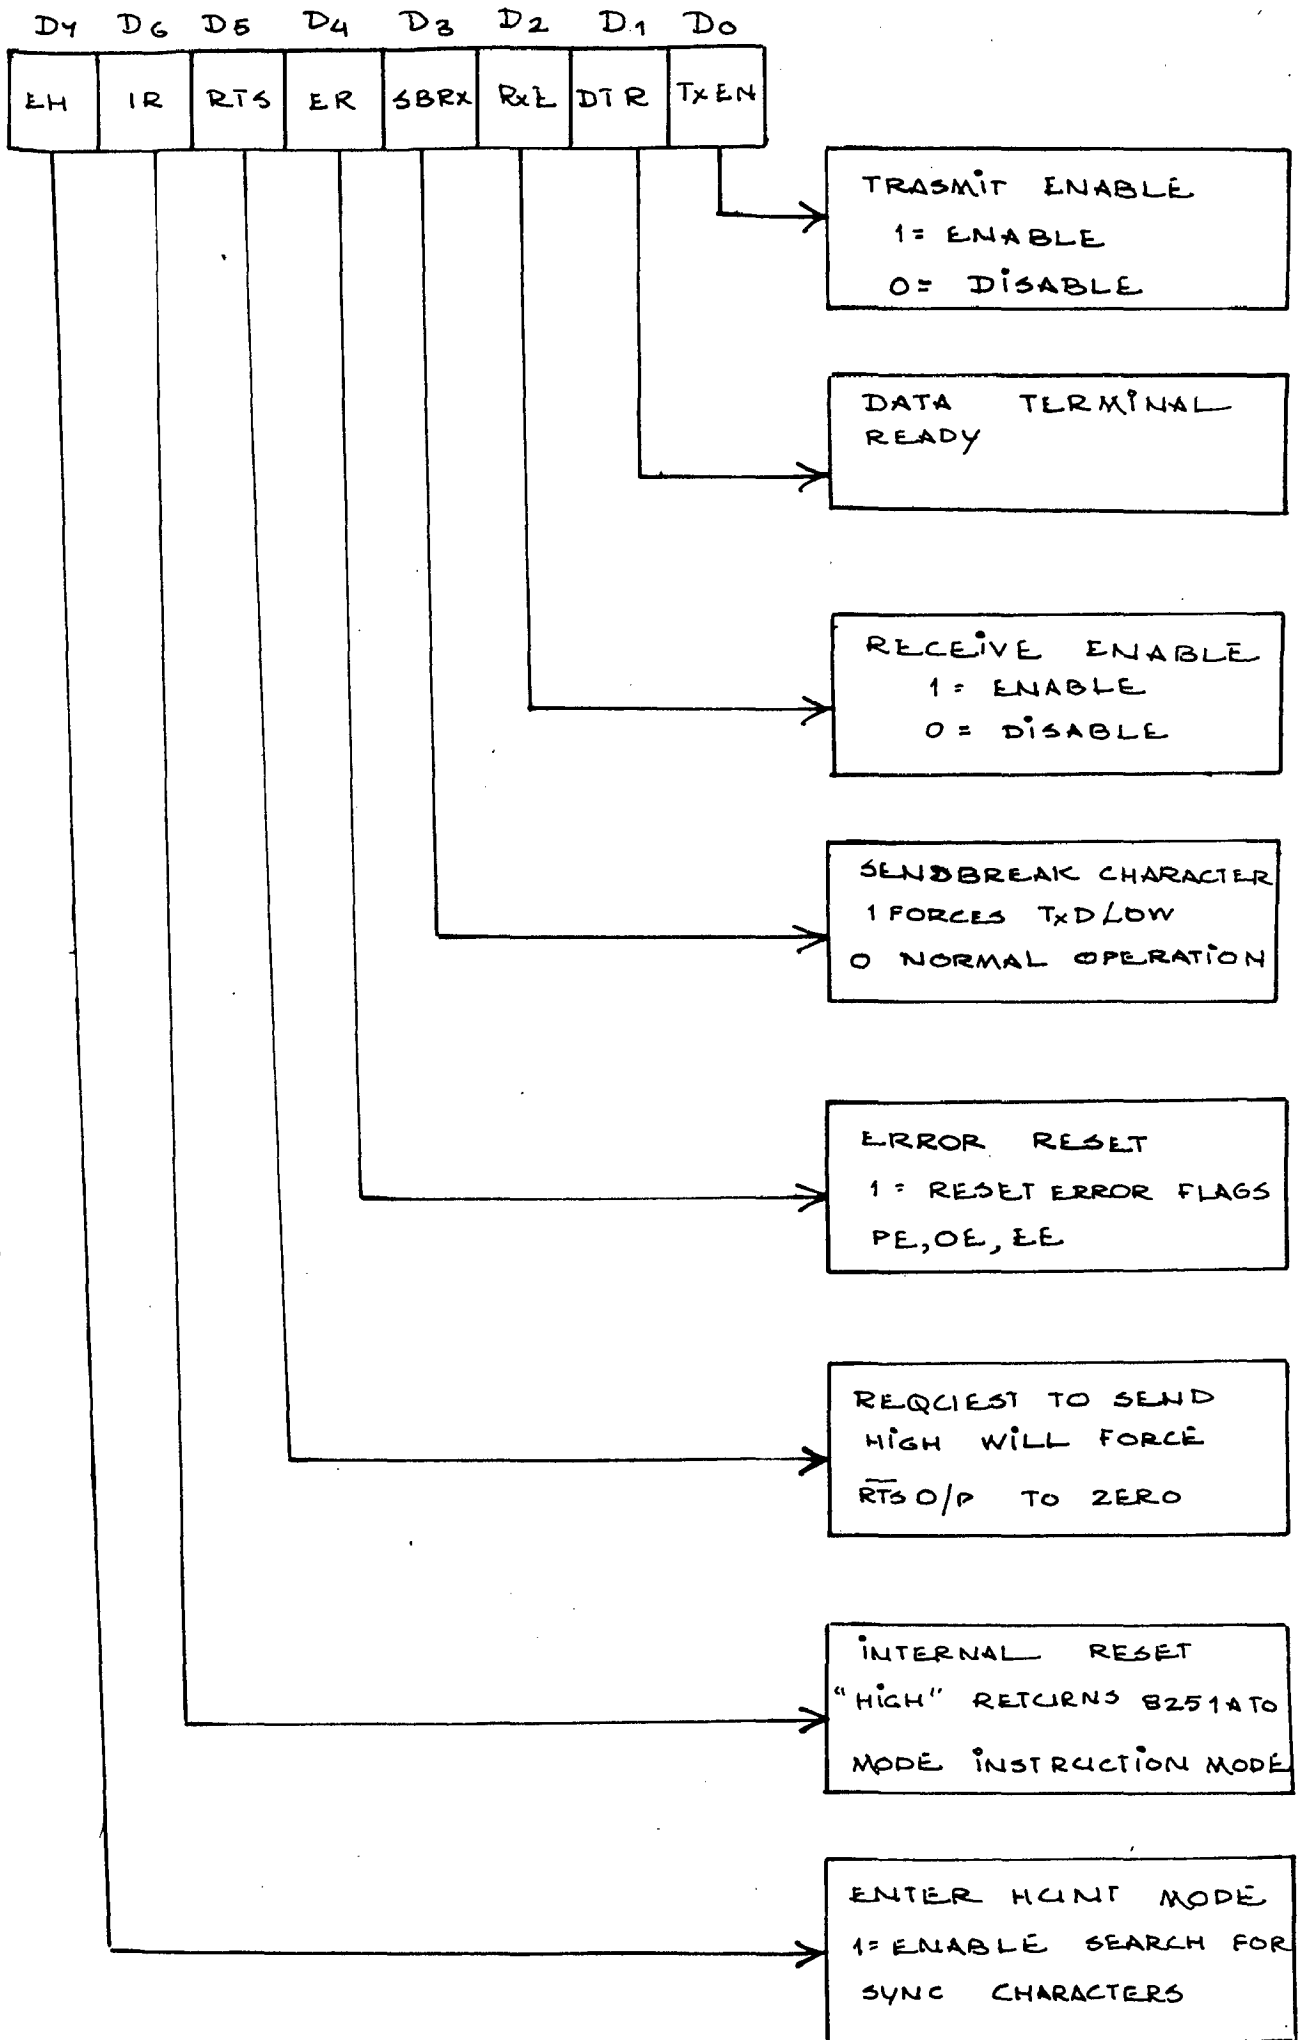 D7 D6 D5 D4 D3 D2 D1 D0
EH IR RTS ER SBRX RxE DTR TxEN
TRASMIT ENABLE
1= ENABLE
0= DISABLE
DATA TERMINAL
READY
RECEIVE ENABLE
1= ENABLE
0= DISABLE
SENDBREAK CHARACTER
1 FORCES TxD LOW
0 NORMAL OPERATION
ERROR RESET
1= RESET ERROR FLAGS
PE, OE, EE
REQUEST TO SEND
HIGH WILL FORCE
R̅T̅S̅ O/P TO ZERO
INTERNAL RESET
"HIGH" RETURNS 8251A TO
MODE INSTRUCTION MODE
ENTER HUNT MODE
1= ENABLE SEARCH FOR
SYNC CHARACTERS